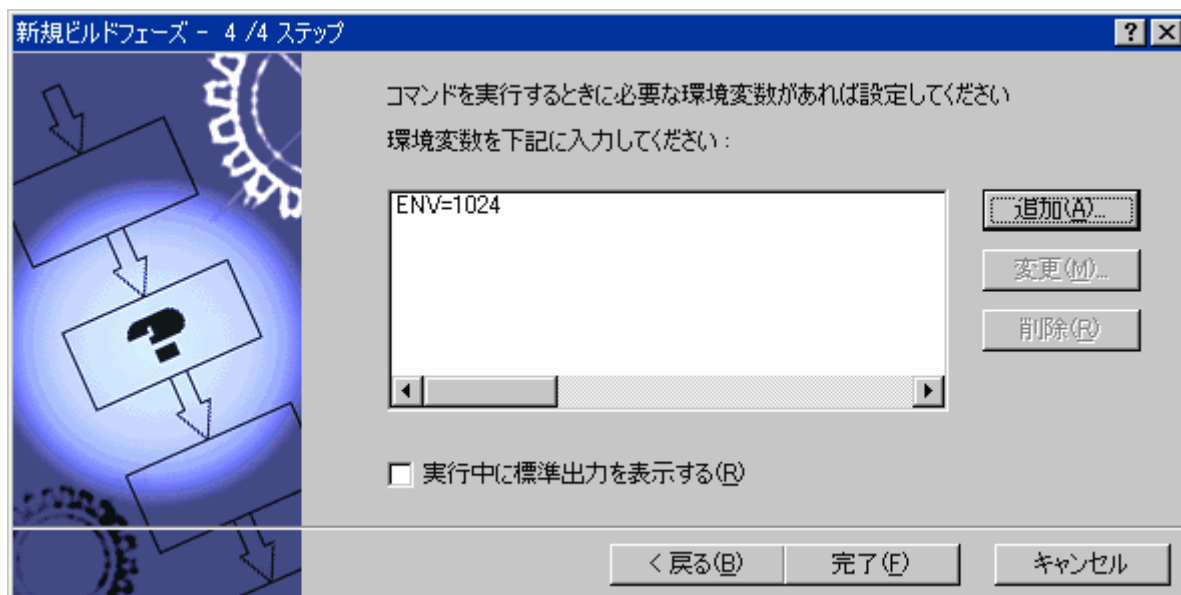 新規ビルドフェーズ - 4 /4 ステップ
コマンドを実行するときに必要な環境変数があれば設定してください
環境変数を下記に入力してください：
ENV=1024
追加(A)...
変更(M)...
削除(R)
実行中に標準出力を表示する(R)
< 戻る(B)
完了(F)
キャンセル